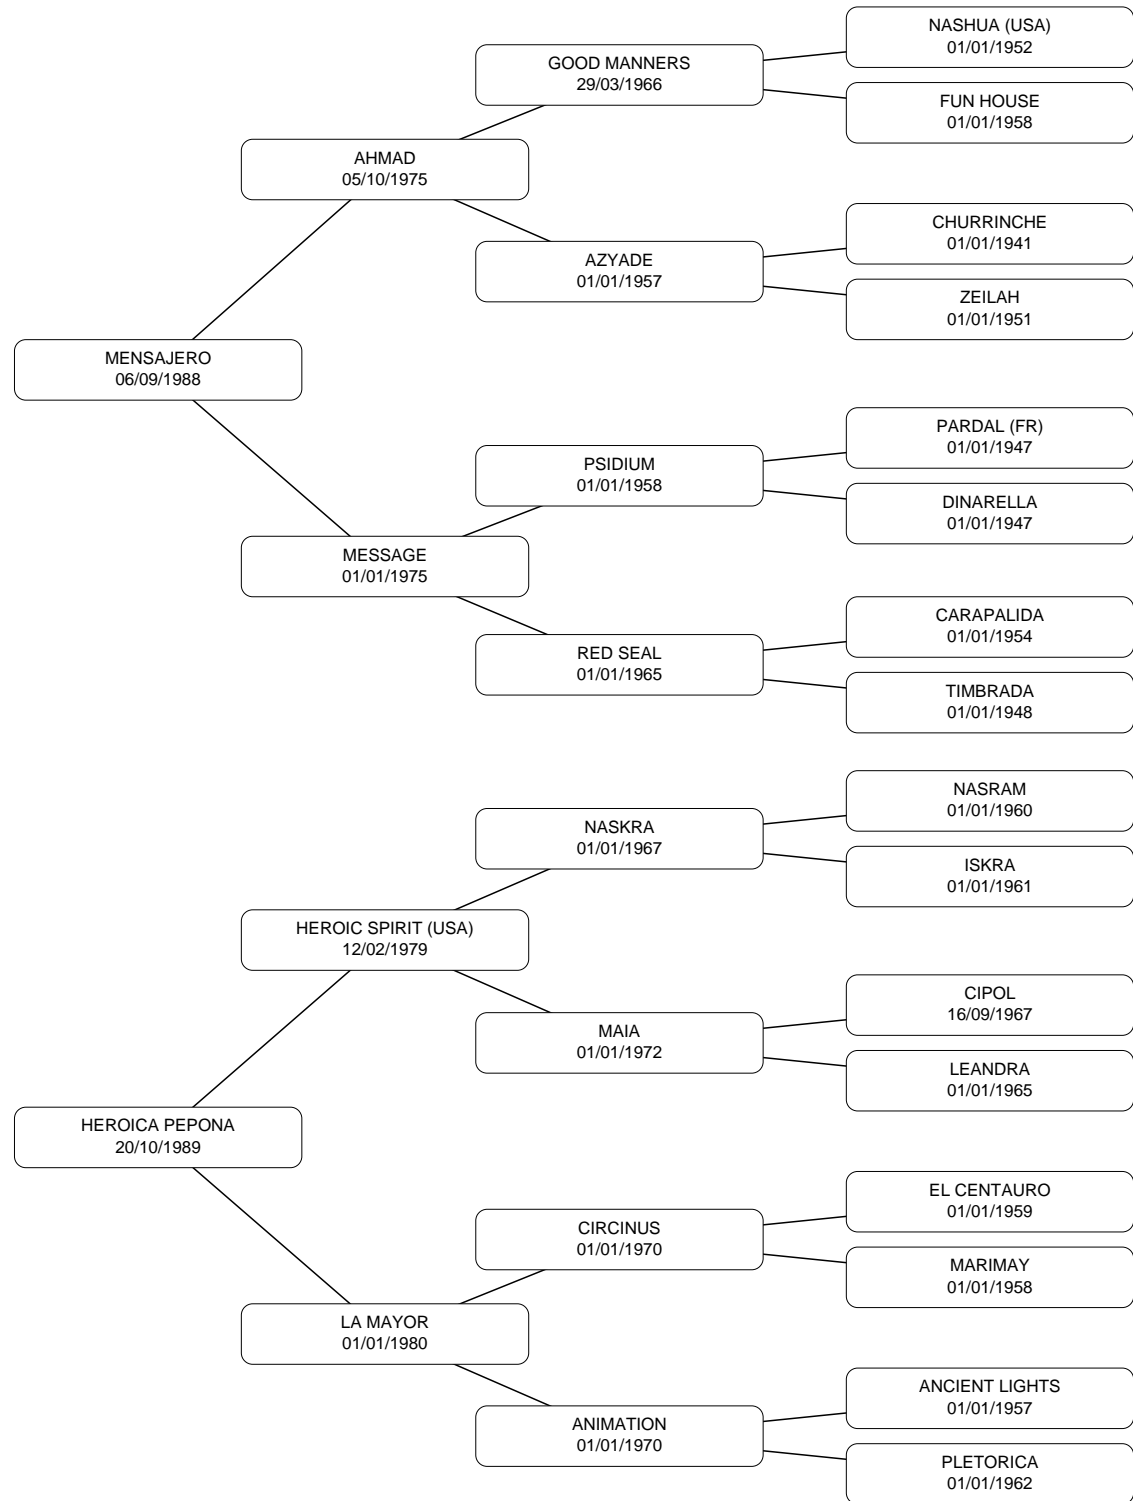 NASHUA (USA)
01/01/1952
GOOD MANNERS
29/03/1966
FUN HOUSE
01/01/1958
AHMAD
05/10/1975
CHURRINCHE
01/01/1941
AZYADE
01/01/1957
ZEILAH
01/01/1951
MENSAJERO
06/09/1988
PARDAL (FR)
01/01/1947
PSIDIUM
01/01/1958
DINARELLA
01/01/1947
MESSAGE
01/01/1975
CARAPALIDA
01/01/1954
RED SEAL
01/01/1965
TIMBRADA
01/01/1948
NASRAM
01/01/1960
NASKRA
01/01/1967
ISKRA
01/01/1961
HEROIC SPIRIT (USA)
12/02/1979
CIPOL
16/09/1967
MAIA
01/01/1972
LEANDRA
01/01/1965
HEROICA PEPONA
20/10/1989
EL CENTAURO
01/01/1959
CIRCINUS
01/01/1970
MARIMAY
01/01/1958
LA MAYOR
01/01/1980
ANCIENT LIGHTS
01/01/1957
ANIMATION
01/01/1970
PLETORICA
01/01/1962